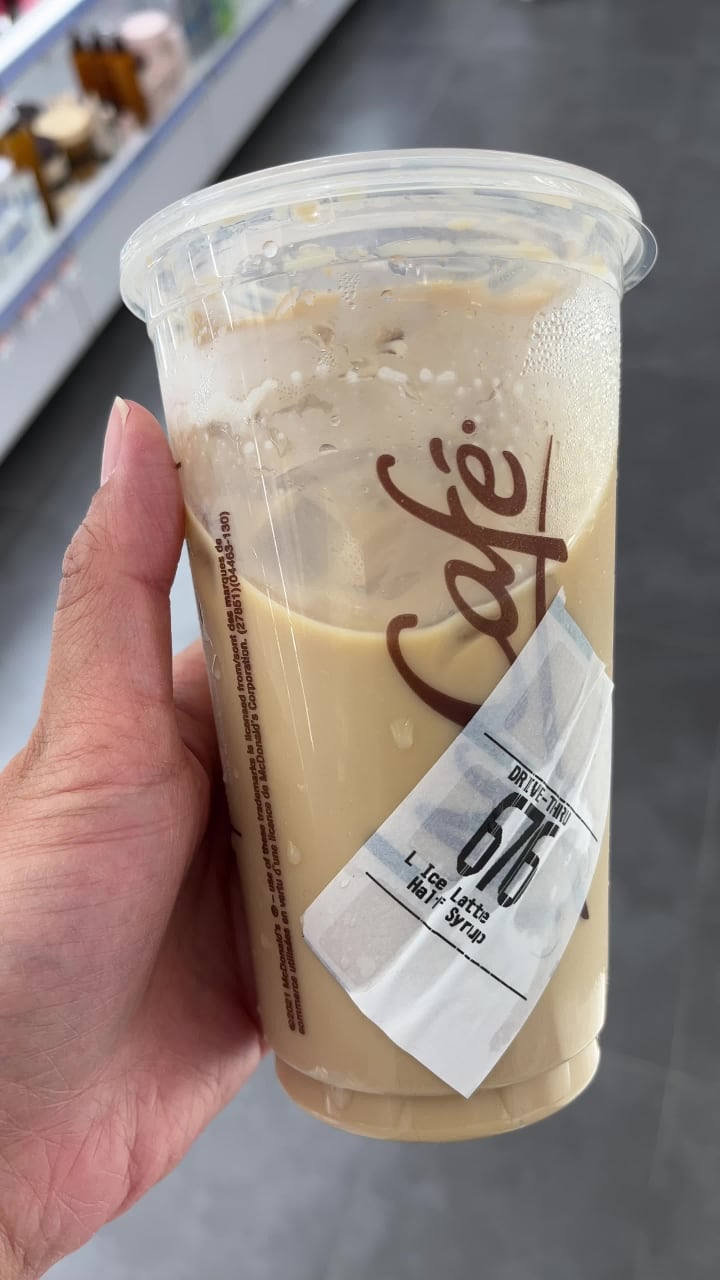 Café
©2021 McDonald's ® – use of these trademarks is licensed from/sont des marques de
commerce utilisées en vertu d'une licence de McDonald's Corporation. (27851)(04463-130)
DRIVE-THRU
676
L Ice Latte
Half Syrup